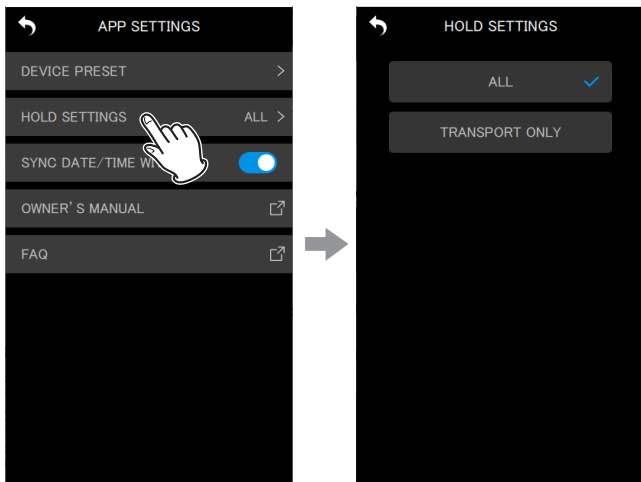 APP SETTINGS
DEVICE PRESET
HOLD SETTINGS ALL
SYNC DATE/TIME
OWNER'S MANUAL
FAQ
HOLD SETTINGS
ALL
TRANSPORT ONLY